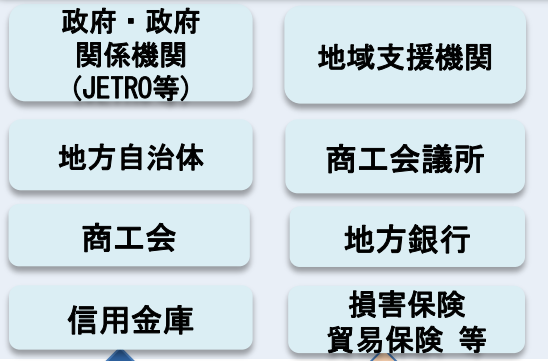 政府・政府
関係機関
(JETRO等)
地域支援機関
地方自治体
商工会議所
商工会
地方銀行
信用金庫
損害保険
貿易保険 等